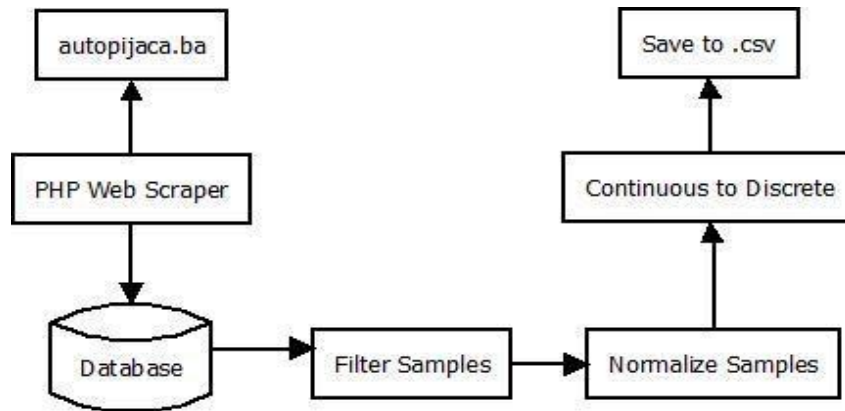 autopijaca.ba
Save to .csv
PHP Web Scraper
Continuous to Discrete
Database
Filter Samples
Normalize Samples